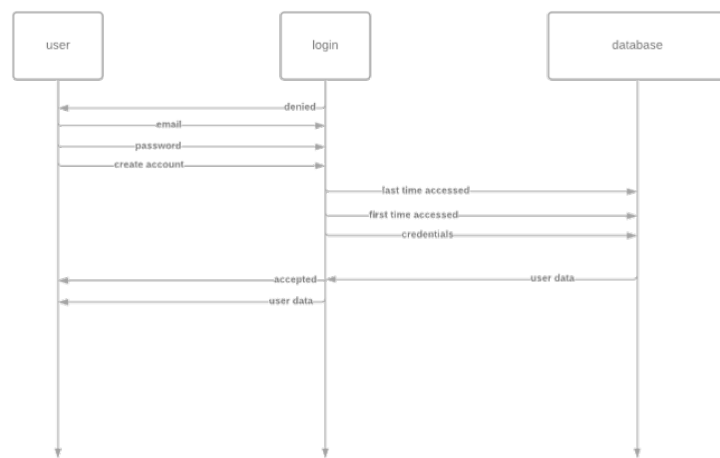 user
login
database
denied
email
password
create account
last time accessed
first time accessed
credentials
accepted
user data
user data